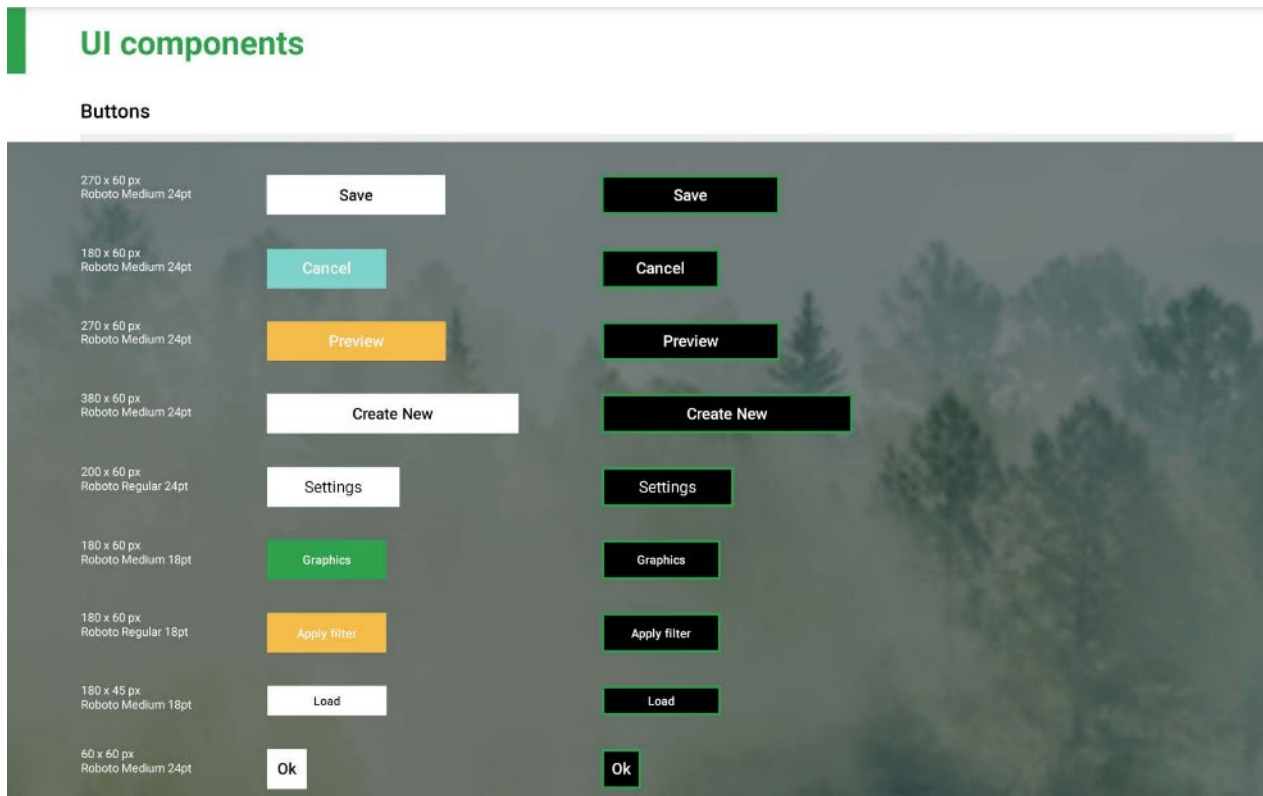 UI components
Buttons
270 x 60 px
Roboto Medium 24pt
Save
Save
180 x 60 px
Roboto Medium 24pt
Cancel
Cancel
270 x 60 px
Roboto Medium 24pt
Preview
Preview
380 x 60 px
Roboto Medium 24pt
Create New
Create New
200 x 60 px
Roboto Regular 24pt
Settings
Settings
180 x 60 px
Roboto Medium 18pt
Graphics
Graphics
180 x 60 px
Roboto Regular 18pt
Apply filter
Apply filter
180 x 45 px
Roboto Medium 18pt
Load
Load
60 x 60 px
Roboto Medium 24pt
Ok
Ok